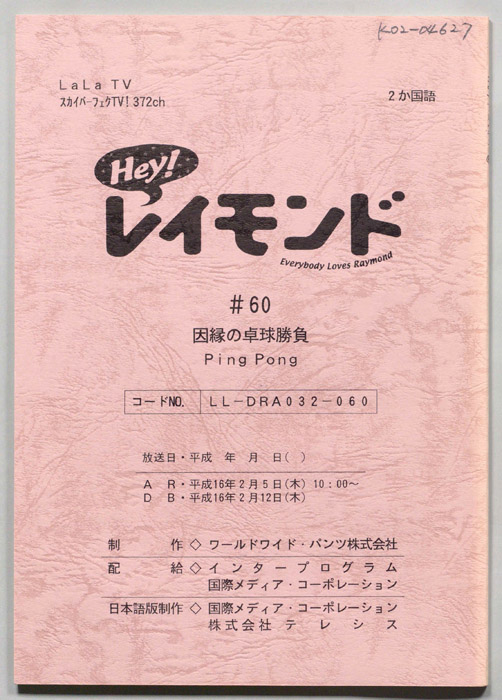 K02-04627
LaLa TV
ｽｶｲﾊﾟｰﾌｪｸTV! 372ch
2か国語
Hey!
レイモンド
Everybody Loves Raymond
＃60
因縁の卓球勝負
Ping Pong
コードNO. LL－DRA032－060
放送日・平成　年　月　日(　)
ＡＲ・平成16年2月5日(木) 10：00～
ＤＢ・平成16年2月12日(木)
制作◇ワールドワイド・パンツ株式会社
配給◇インタープログラム
国際メディア・コーポレーション
日本語版制作◇国際メディア・コーポレーション
株式会社テレシス